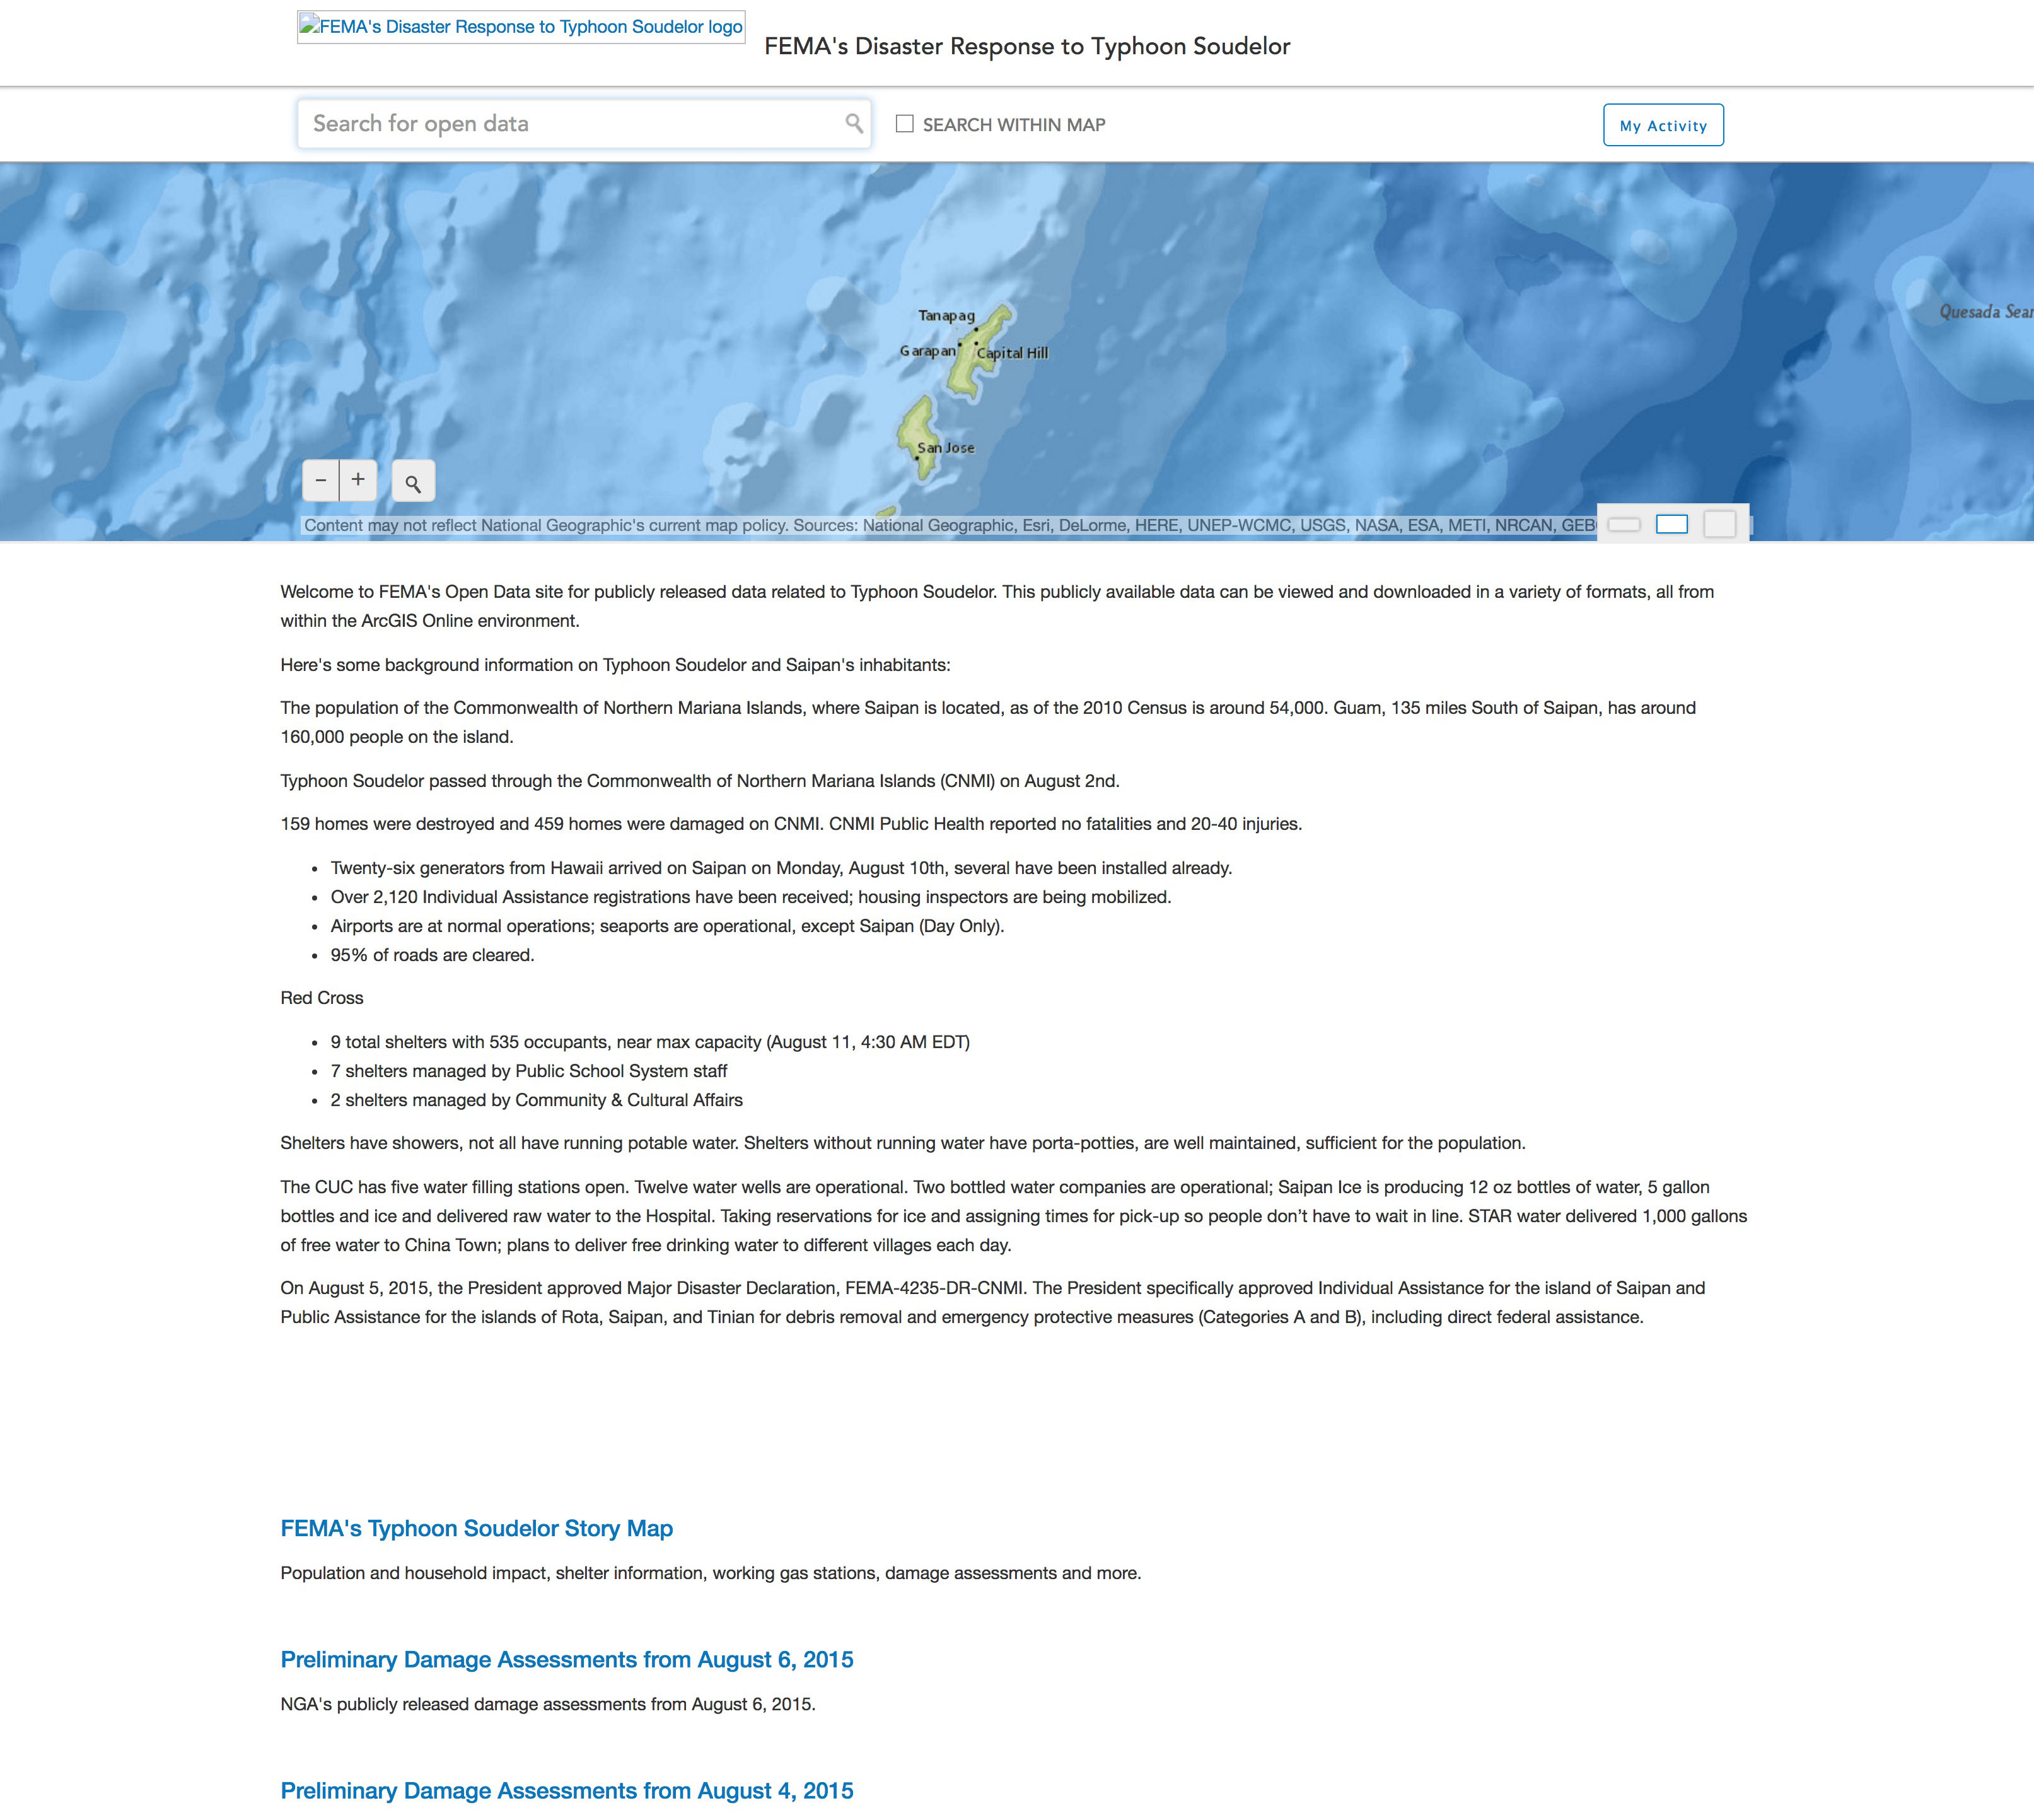 FEMA's Disaster Response to Typhoon Soudelor logo
FEMA's Disaster Response to Typhoon Soudelor
Search for open data
SEARCH WITHIN MAP
My Activity
Quesada Sear
Tanapag
Garapan
Capital Hill
San Jose
− +
Content may not reflect National Geographic's current map policy. Sources: National Geographic, Esri, DeLorme, HERE, UNEP-WCMC, USGS, NASA, ESA, METI, NRCAN, GEB
Welcome to FEMA's Open Data site for publicly released data related to Typhoon Soudelor. This publicly available data can be viewed and downloaded in a variety of formats, all from
within the ArcGIS Online environment.
Here's some background information on Typhoon Soudelor and Saipan's inhabitants:
The population of the Commonwealth of Northern Mariana Islands, where Saipan is located, as of the 2010 Census is around 54,000. Guam, 135 miles South of Saipan, has around
160,000 people on the island.
Typhoon Soudelor passed through the Commonwealth of Northern Mariana Islands (CNMI) on August 2nd.
159 homes were destroyed and 459 homes were damaged on CNMI. CNMI Public Health reported no fatalities and 20-40 injuries.
• Twenty-six generators from Hawaii arrived on Saipan on Monday, August 10th, several have been installed already.
• Over 2,120 Individual Assistance registrations have been received; housing inspectors are being mobilized.
• Airports are at normal operations; seaports are operational, except Saipan (Day Only).
• 95% of roads are cleared.
Red Cross
• 9 total shelters with 535 occupants, near max capacity (August 11, 4:30 AM EDT)
• 7 shelters managed by Public School System staff
• 2 shelters managed by Community & Cultural Affairs
Shelters have showers, not all have running potable water. Shelters without running water have porta-potties, are well maintained, sufficient for the population.
The CUC has five water filling stations open. Twelve water wells are operational. Two bottled water companies are operational; Saipan Ice is producing 12 oz bottles of water, 5 gallon
bottles and ice and delivered raw water to the Hospital. Taking reservations for ice and assigning times for pick-up so people don’t have to wait in line. STAR water delivered 1,000 gallons
of free water to China Town; plans to deliver free drinking water to different villages each day.
On August 5, 2015, the President approved Major Disaster Declaration, FEMA-4235-DR-CNMI. The President specifically approved Individual Assistance for the island of Saipan and
Public Assistance for the islands of Rota, Saipan, and Tinian for debris removal and emergency protective measures (Categories A and B), including direct federal assistance.
FEMA's Typhoon Soudelor Story Map
Population and household impact, shelter information, working gas stations, damage assessments and more.
Preliminary Damage Assessments from August 6, 2015
NGA's publicly released damage assessments from August 6, 2015.
Preliminary Damage Assessments from August 4, 2015